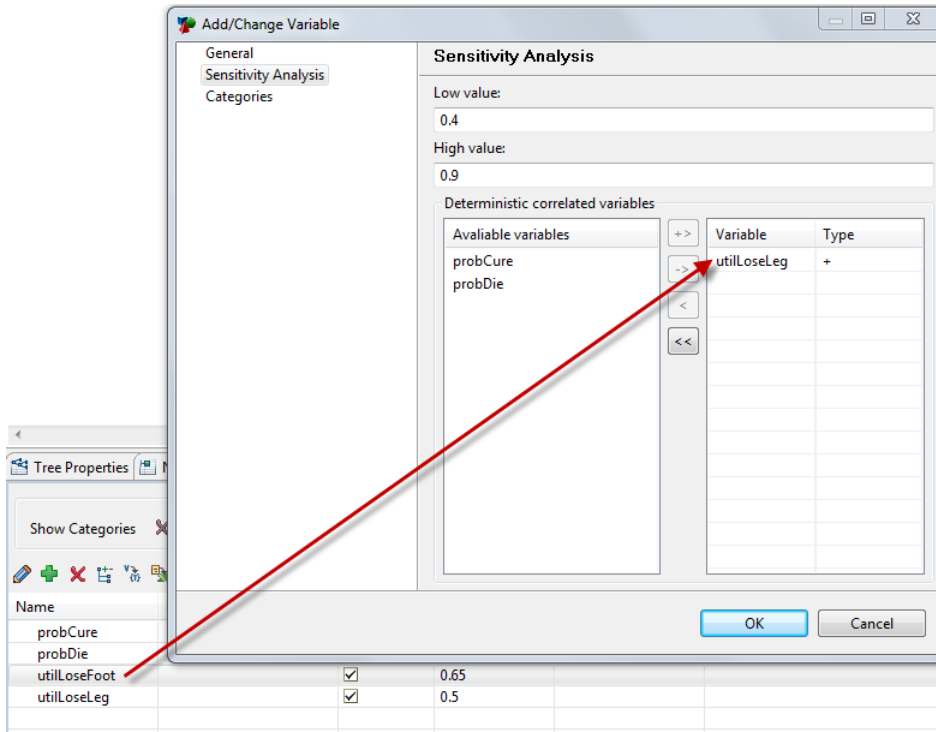 Add/Change Variable
General
Sensitivity Analysis
Categories
Sensitivity Analysis
Low value:
0.4
High value:
0.9
Deterministic correlated variables
Avaliable variables
probCure
probDie
+>
->
<
<<
Variable Type
utilLoseLeg +
Tree Properties
Show Categories
Name
probCure
probDie
utilLoseFoot 0.65
utilLoseLeg 0.5
OK Cancel